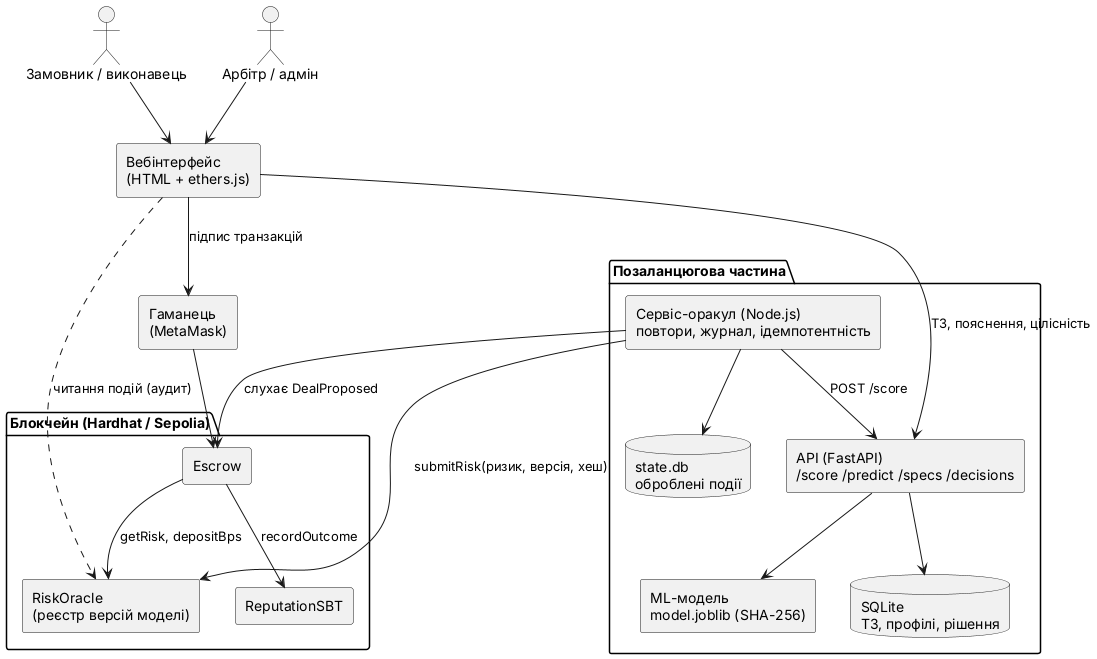 Замовник / виконавець
Арбітр / адмін
Вебінтерфейс
(HTML + ethers.js)
підпис транзакцій
Позаланцюгова частина
Гаманець
(MetaMask)
Сервіс-оракул (Node.js)
повтори, журнал, ідемпотентність
ТЗ, пояснення, цілісність
читання подій (аудит)
слухає DealProposed
POST /score
Блокчейн (Hardhat / Sepolia)
Escrow
submitRisk(ризик, версія, хеш)
state.db
оброблені події
API (FastAPI)
/score /predict /specs /decisions
getRisk, depositBps
recordOutcome
RiskOracle
(реєстр версій моделі)
ReputationSBT
ML-модель
model.joblib (SHA-256)
SQLite
ТЗ, профілі, рішення